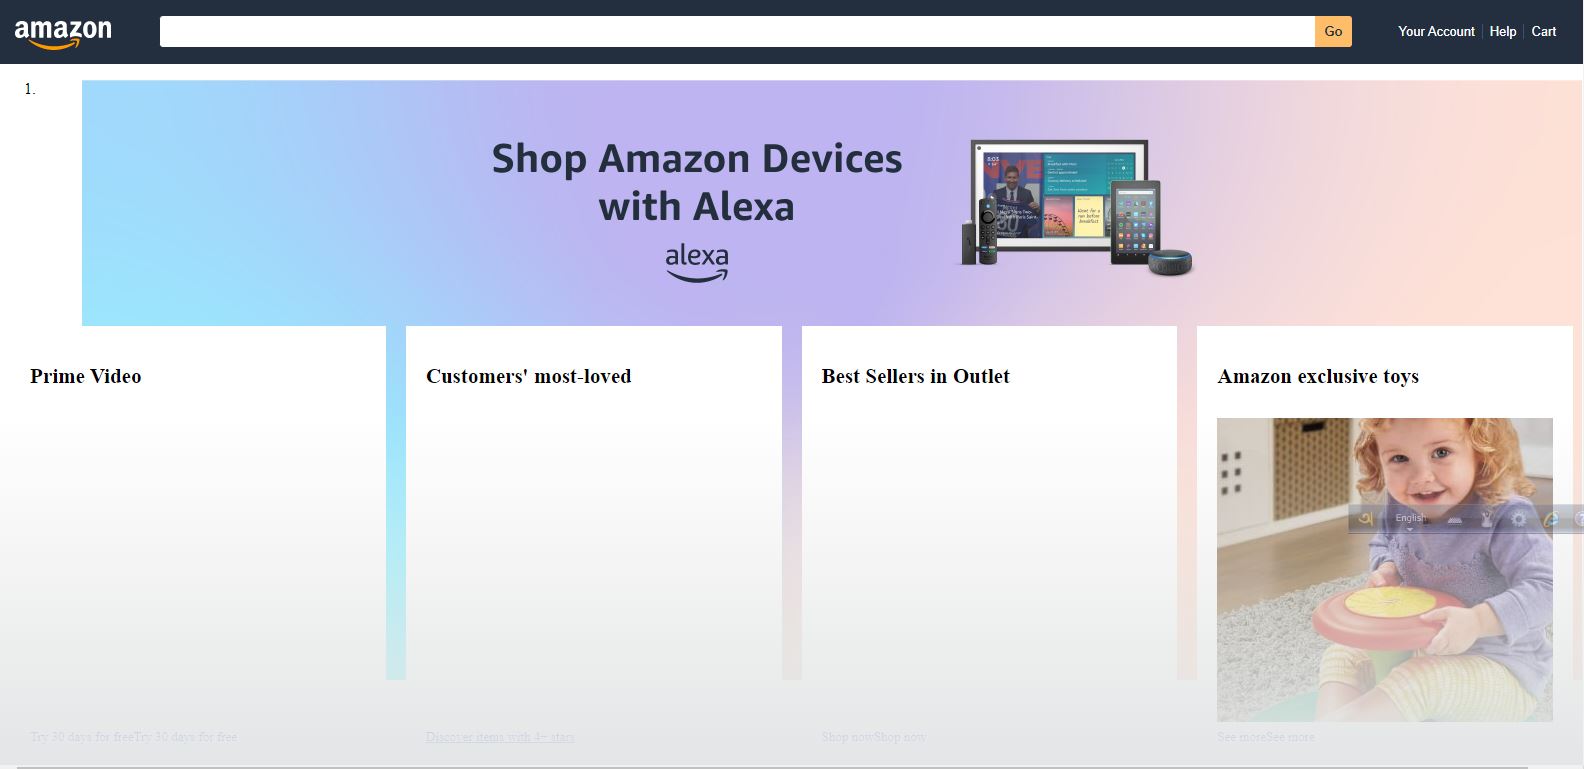 amazon
Go
Your Account
Help
Cart
1.
Shop Amazon Devices
with Alexa
alexa
8:03
Prime Video
Customers' most-loved
Best Sellers in Outlet
Amazon exclusive toys
English
Try 30 days for freeTry 30 days for free
Discover items with 4+ stars
Shop nowShop now
See moreSee more